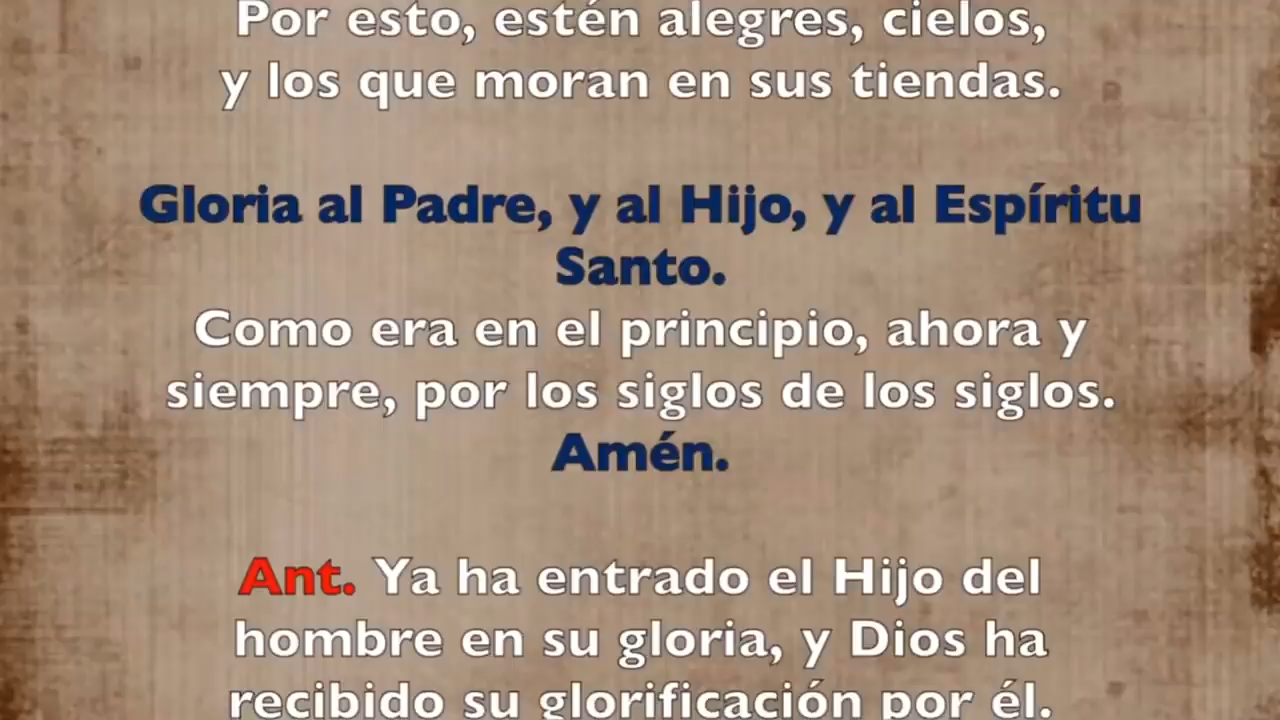 Por esto, estén alegres, cielos,
y los que moran en sus tiendas.
Gloria al Padre, y al Hijo, y al Espíritu
Santo.
Como era en el principio, ahora y
siempre, por los siglos de los siglos.
Amén.
Ant. Ya ha entrado el Hijo del
hombre en su gloria, y Dios ha
recibido su glorificación por él.